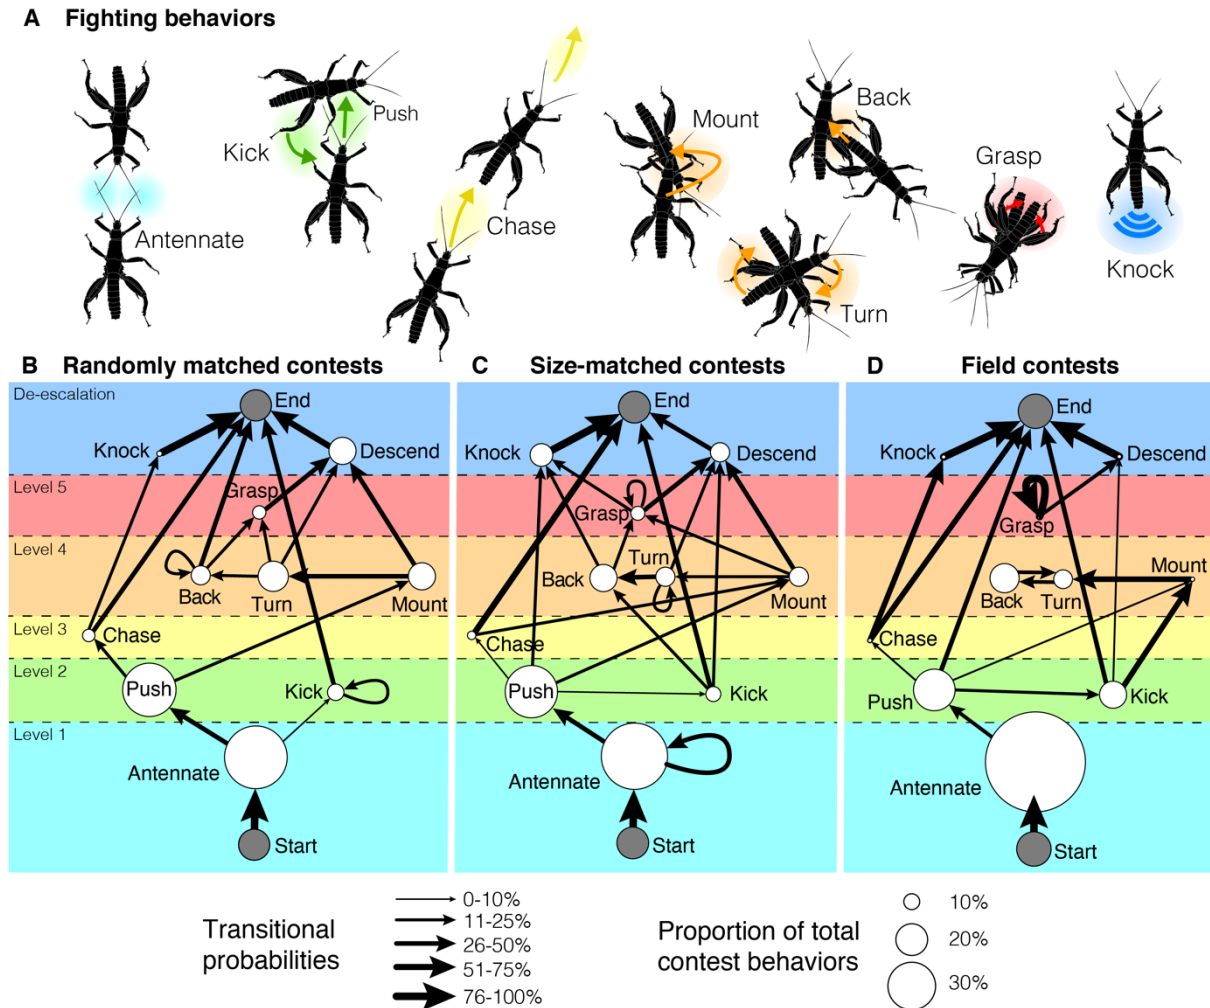 A Fighting behaviors
Antennate
Kick
Push
Chase
Mount
Turn
Back
Grasp
Knock
B Randomly matched contests
De-escalation
End
Knock
Descend
Level 5
Grasp
Level 4
Back
Turn
Mount
Level 3
Chase
Level 2
Push
Kick
Level 1
Antennate
Start
C Size-matched contests
End
Knock
Descend
Grasp
Back
Turn
Mount
Chase
Push
Kick
Antennate
Start
D Field contests
End
Knock
Descend
Grasp
Mount
Back
Turn
Chase
Push
Kick
Antennate
Start
Transitional
probabilities
0-10%
11-25%
26-50%
51-75%
76-100%
Proportion of total
contest behaviors
10%
20%
30%